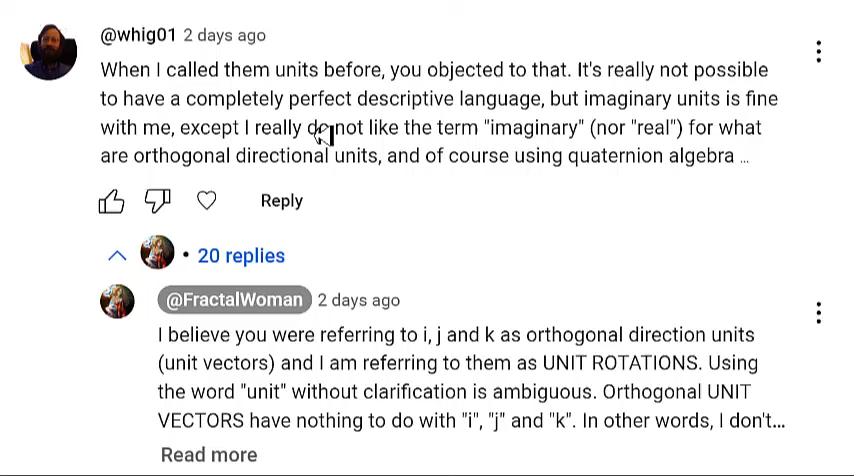 @whig01 2 days ago
When I called them units before, you objected to that. It's really not possible
to have a completely perfect descriptive language, but imaginary units is fine
with me, except I really do not like the term "imaginary" (nor "real") for what
are orthogonal directional units, and of course using quaternion algebra ...
Reply
• 20 replies
@FractalWoman 2 days ago
I believe you were referring to i, j and k as orthogonal direction units
(unit vectors) and I am referring to them as UNIT ROTATIONS. Using
the word "unit" without clarification is ambiguous. Orthogonal UNIT
VECTORS have nothing to do with "i", "j" and "k". In other words, I don't...
Read more